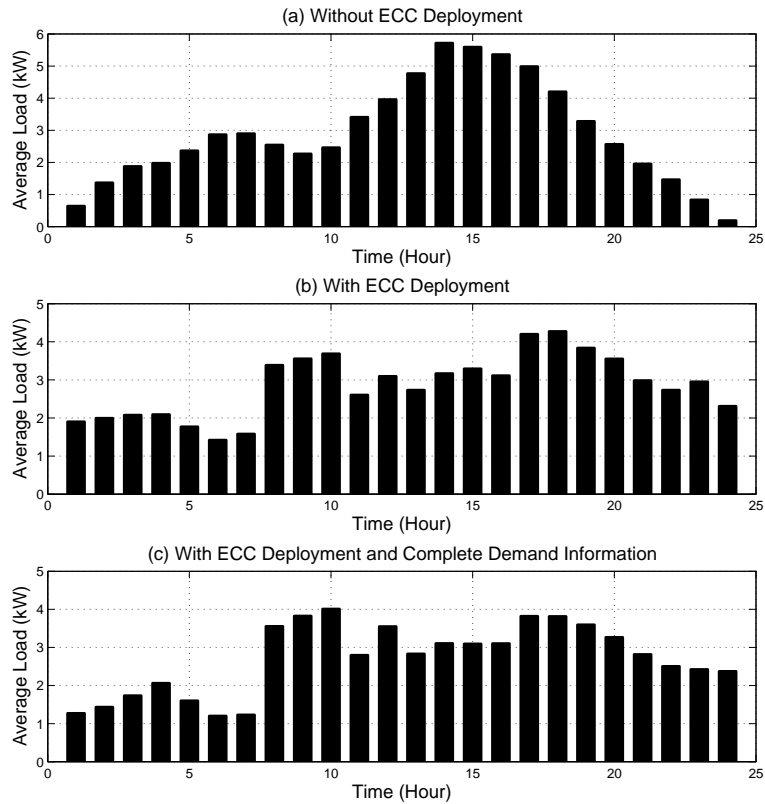 (a) Without ECC Deployment
6
5
4
3
2
1
0
Average Load (kW)
0 5 10 15 20 25
Time (Hour)
(b) With ECC Deployment
5
4
3
2
1
0
Average Load (kW)
0 5 10 15 20 25
Time (Hour)
(c) With ECC Deployment and Complete Demand Information
5
4
3
2
1
0
Average Load (kW)
0 5 10 15 20 25
Time (Hour)